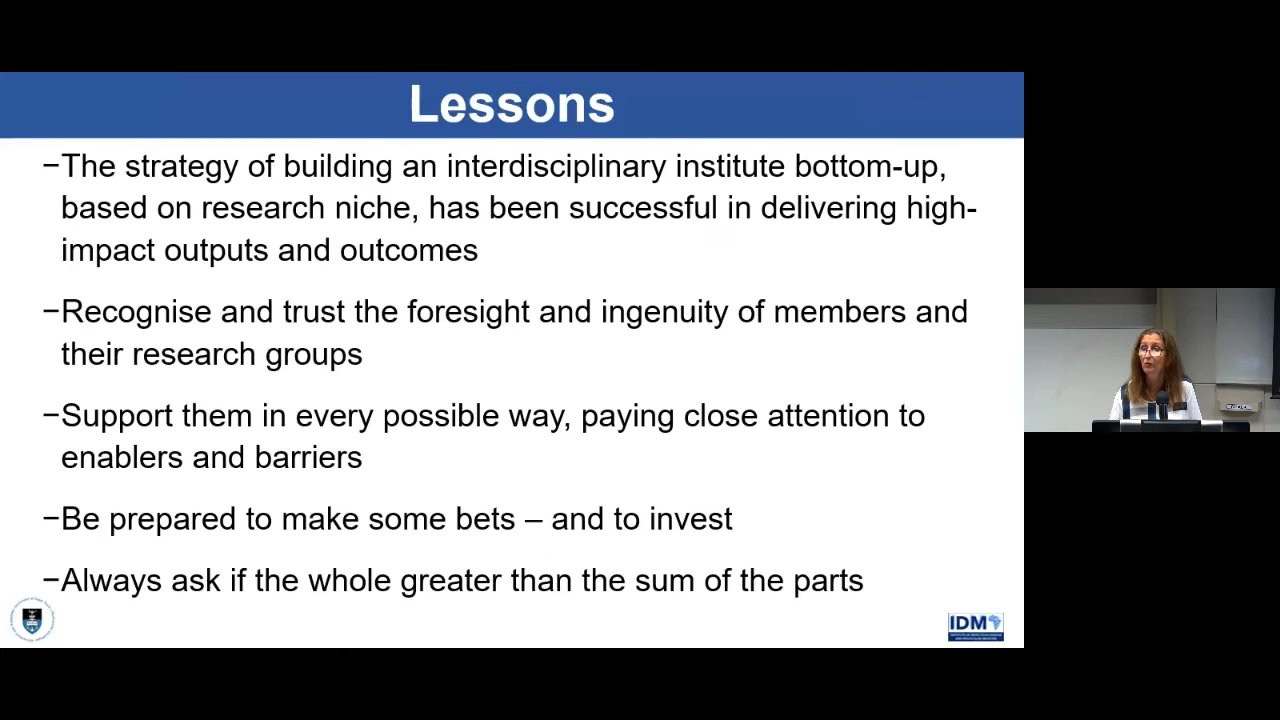 Lessons
−The strategy of building an interdisciplinary institute bottom-up,
based on research niche, has been successful in delivering high-
impact outputs and outcomes
−Recognise and trust the foresight and ingenuity of members and
their research groups
−Support them in every possible way, paying close attention to
enablers and barriers
−Be prepared to make some bets – and to invest
−Always ask if the whole greater than the sum of the parts
IDM